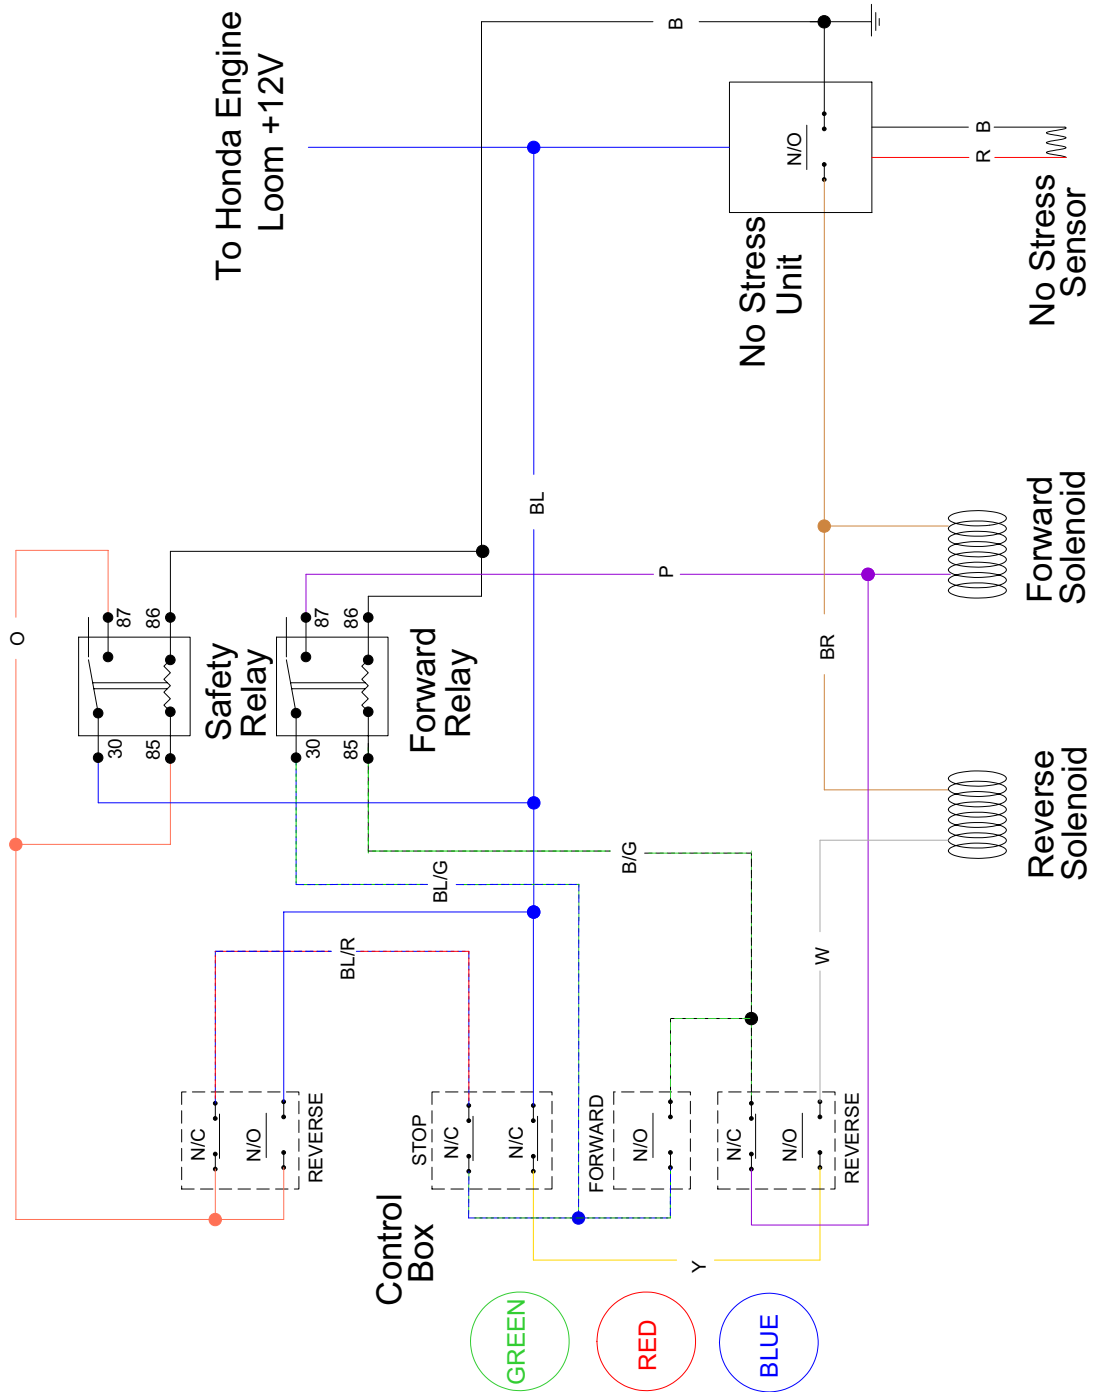 To Honda Engine
Loom +12V
B
N/O
No Stress
Unit
B
R
No Stress
Sensor
BL
P
BR
Forward
Solenoid
Reverse
Solenoid
O
87
86
30
85
Safety
Relay
87
86
30
85
Forward
Relay
BL/G
B/G
BL/R
W
N/C
N/O
REVERSE
STOP
N/C
N/C
FORWARD
N/O
N/C
N/O
REVERSE
Control
Box
Y
GREEN
RED
BLUE